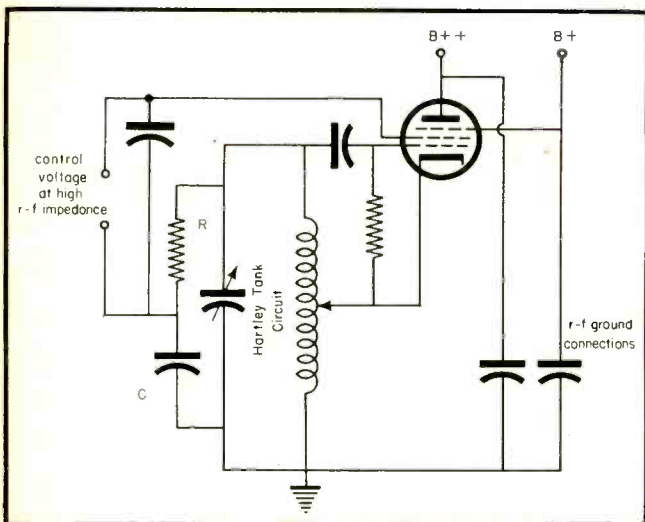 B++
B+
control
voltage
at high
r-f impedance
R
Hartley Tank
Circuit
r-f ground
connections
C